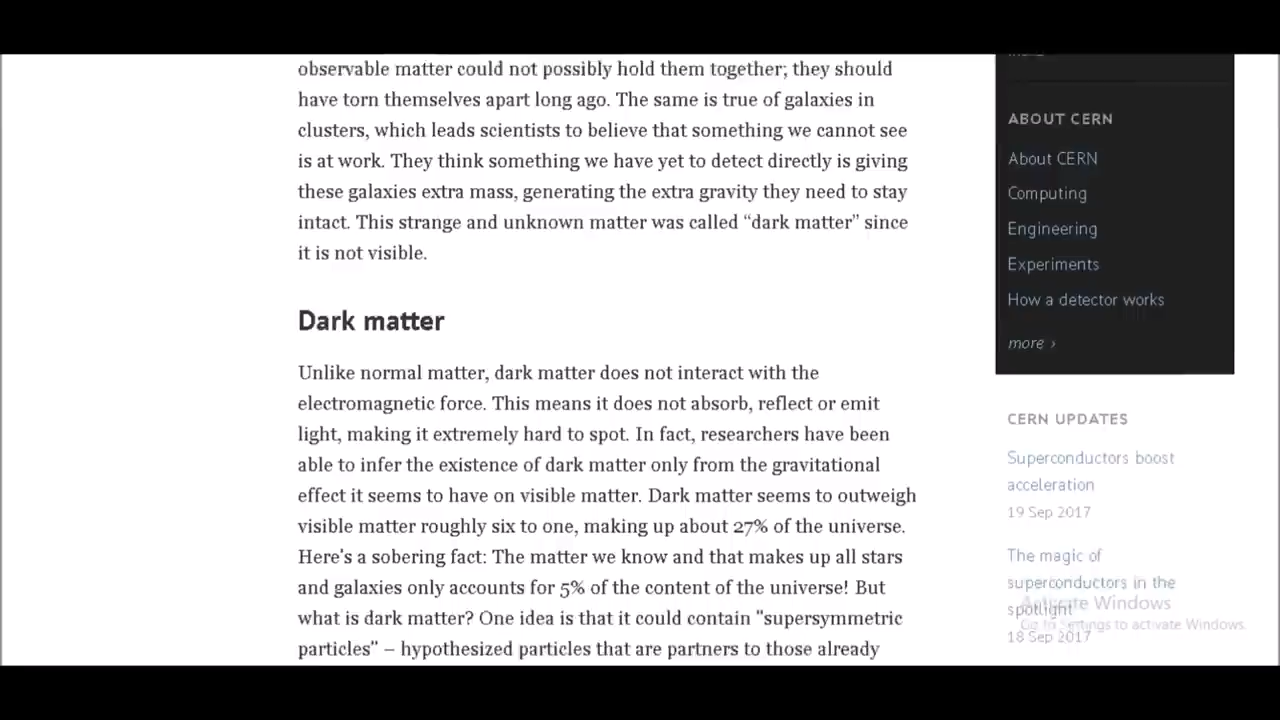 observable matter could not possibly hold them together; they should
have torn themselves apart long ago. The same is true of galaxies in
clusters, which leads scientists to believe that something we cannot see
is at work. They think something we have yet to detect directly is giving
these galaxies extra mass, generating the extra gravity they need to stay
intact. This strange and unknown matter was called “dark matter” since
it is not visible.
Dark matter
Unlike normal matter, dark matter does not interact with the
electromagnetic force. This means it does not absorb, reflect or emit
light, making it extremely hard to spot. In fact, researchers have been
able to infer the existence of dark matter only from the gravitational
effect it seems to have on visible matter. Dark matter seems to outweigh
visible matter roughly six to one, making up about 27% of the universe.
Here's a sobering fact: The matter we know and that makes up all stars
and galaxies only accounts for 5% of the content of the universe! But
what is dark matter? One idea is that it could contain "supersymmetric
particles" – hypothesized particles that are partners to those already
ABOUT CERN
About CERN
Computing
Engineering
Experiments
How a detector works
more ›
CERN UPDATES
Superconductors boost
acceleration
19 Sep 2017
The magic of
superconductors in the
spotlight
18 Sep 2017
Activate Windows
Go to Settings to activate Windows.